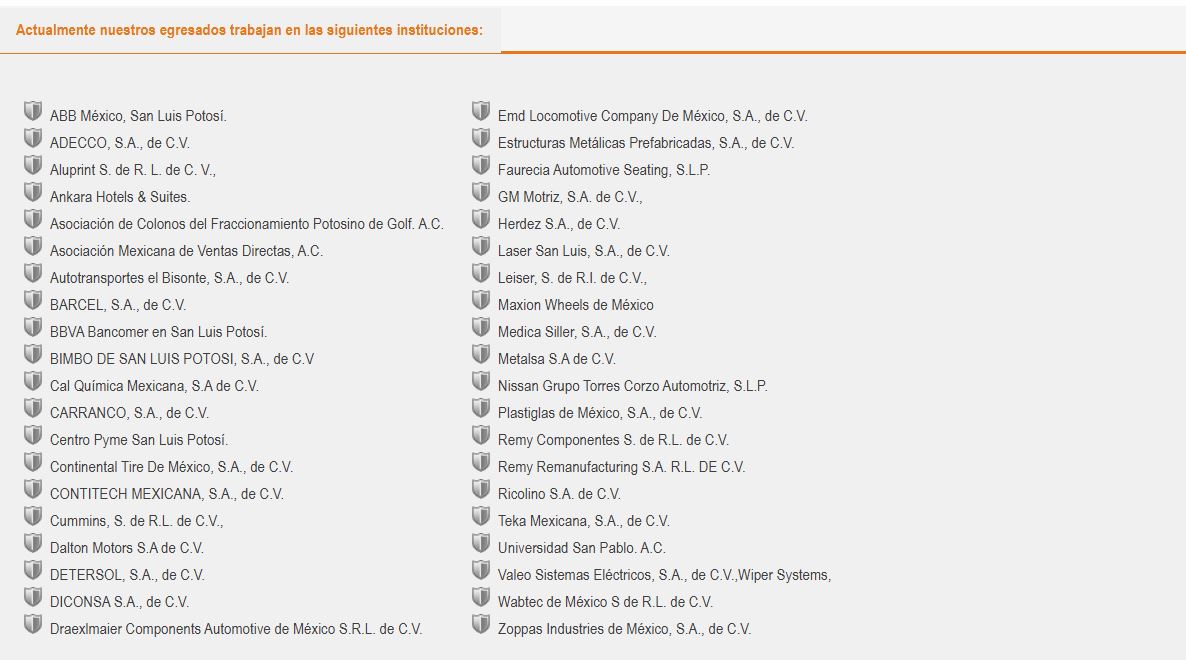 Actualmente nuestros egresados trabajan en las siguientes instituciones:
ABB México, San Luis Potosí.
ADECCO, S.A., de C.V.
Aluprint S. de R. L. de C. V.,
Ankara Hotels & Suites.
Asociación de Colonos del Fraccionamiento Potosino de Golf. A.C.
Asociación Mexicana de Ventas Directas, A.C.
Autotransportes el Bisonte, S.A., de C.V.
BARCEL, S.A., de C.V.
BBVA Bancomer en San Luis Potosí.
BIMBO DE SAN LUIS POTOSI, S.A., de C.V
Cal Química Mexicana, S.A de C.V.
CARRANCO, S.A., de C.V.
Centro Pyme San Luis Potosí.
Continental Tire De México, S.A., de C.V.
CONTITECH MEXICANA, S.A., de C.V.
Cummins, S. de R.L. de C.V.,
Dalton Motors S.A de C.V.
DETERSOL, S.A., de C.V.
DICONSA S.A., de C.V.
Draexlmaier Components Automotive de México S.R.L. de C.V.
Emd Locomotive Company De México, S.A., de C.V.
Estructuras Metálicas Prefabricadas, S.A., de C.V.
Faurecia Automotive Seating, S.L.P.
GM Motriz, S.A. de C.V.,
Herdez S.A., de C.V.
Laser San Luis, S.A., de C.V.
Leiser, S. de R.I. de C.V.,
Maxion Wheels de México
Medica Siller, S.A., de C.V.
Metalsa S.A de C.V.
Nissan Grupo Torres Corzo Automotriz, S.L.P.
Plastiglas de México, S.A., de C.V.
Remy Componentes S. de R.L. de C.V.
Remy Remanufacturing S.A. R.L. DE C.V.
Ricolino S.A. de C.V.
Teka Mexicana, S.A., de C.V.
Universidad San Pablo. A.C.
Valeo Sistemas Eléctricos, S.A., de C.V.,Wiper Systems,
Wabtec de México S de R.L. de C.V.
Zoppas Industries de México, S.A., de C.V.